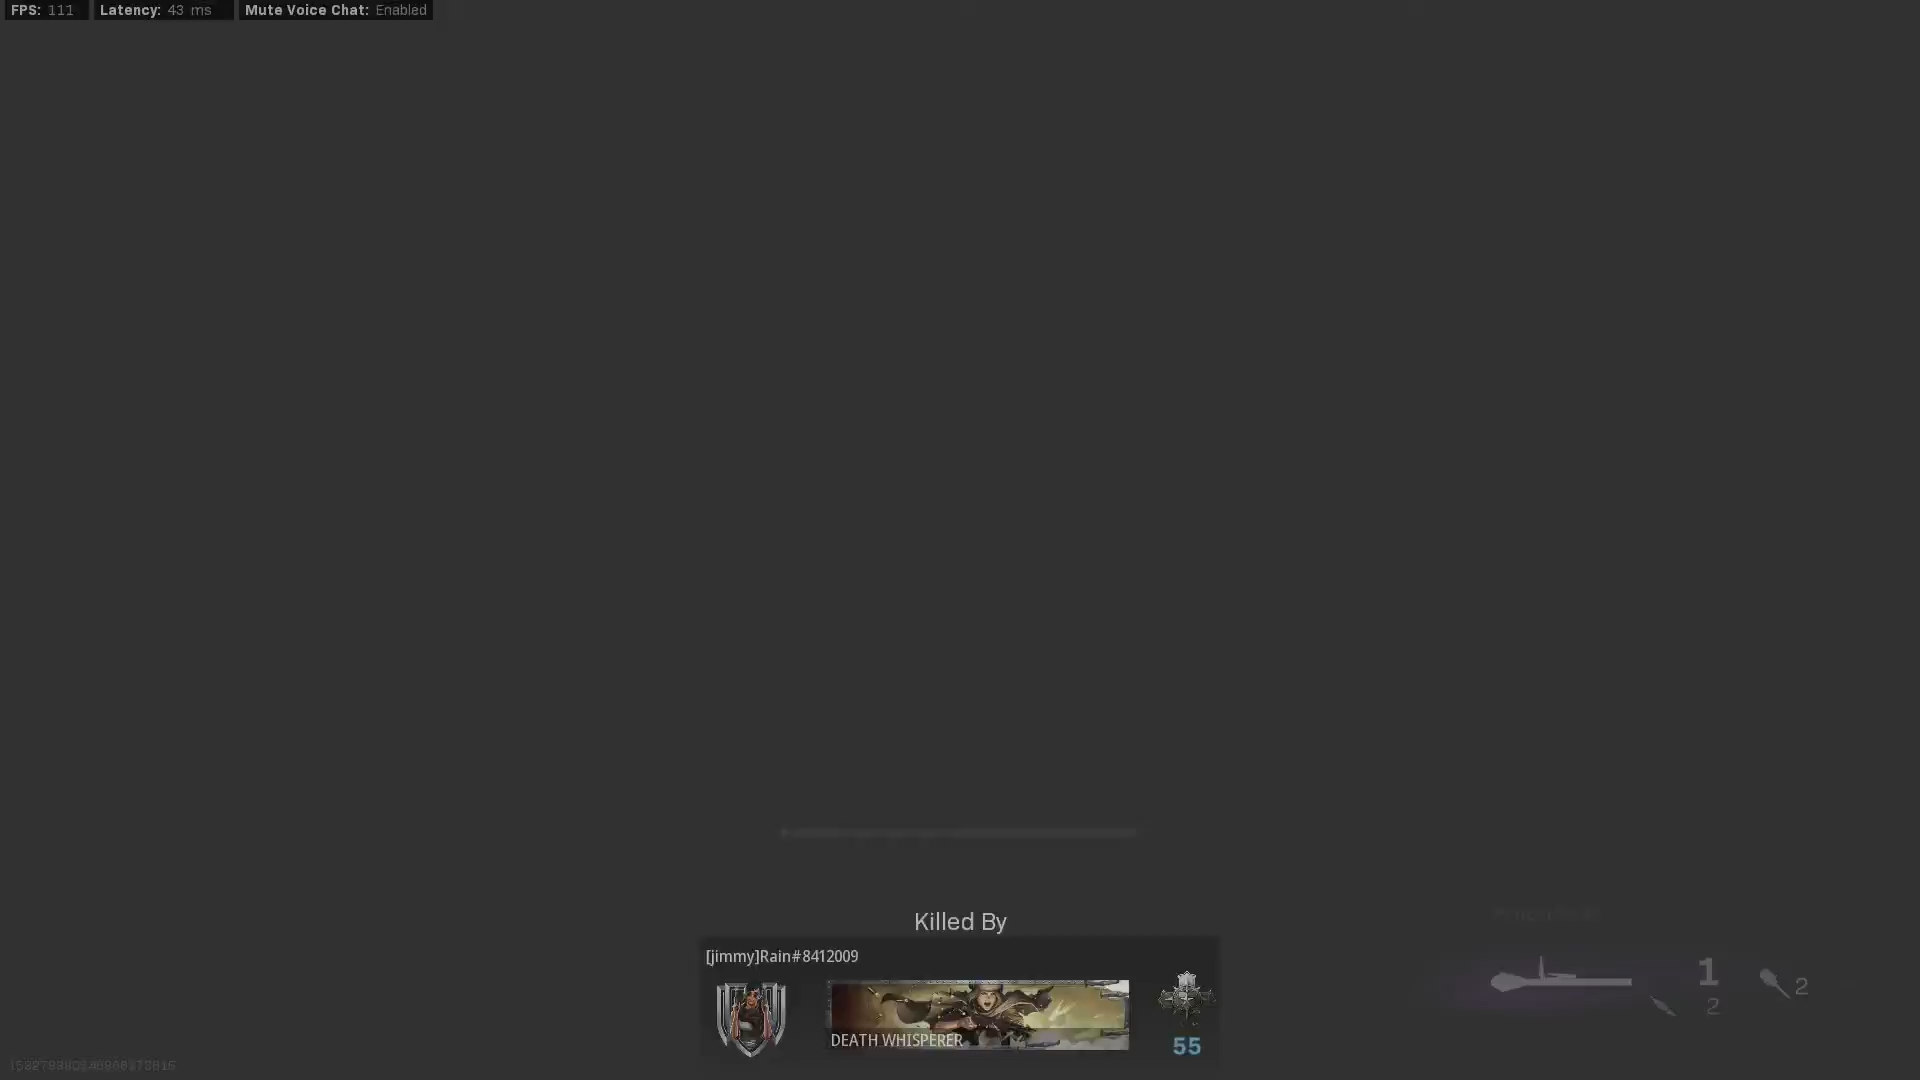 FPS: 111 Latency: 43 ms Mute Voice Chat: Enabled
Killed By
[jimmy]Rain#8412009
DEATH WHISPERER
55
1
2
2